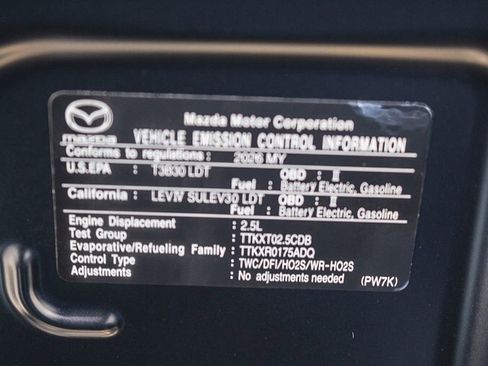 Mazda Motor Corporation
mazda VEHICLE EMISSION CONTROL INFORMATION
Conforms to regulations : 2026 MY
U.S.EPA : T3B30 LDT OBD : II
Fuel : Battery Electric, Gasoline
California : LEVIV SULEV30 LDT OBD : II
Fuel : Battery Electric, Gasoline
Engine Displacement : 2.5L
Test Group : TTKXT02.5CDB
Evaporative/Refueling Family : TTKXR0175ADQ
Control Type : TWC/DFI/HO2S/WR-HO2S
Adjustments : No adjustments needed (PW7K)